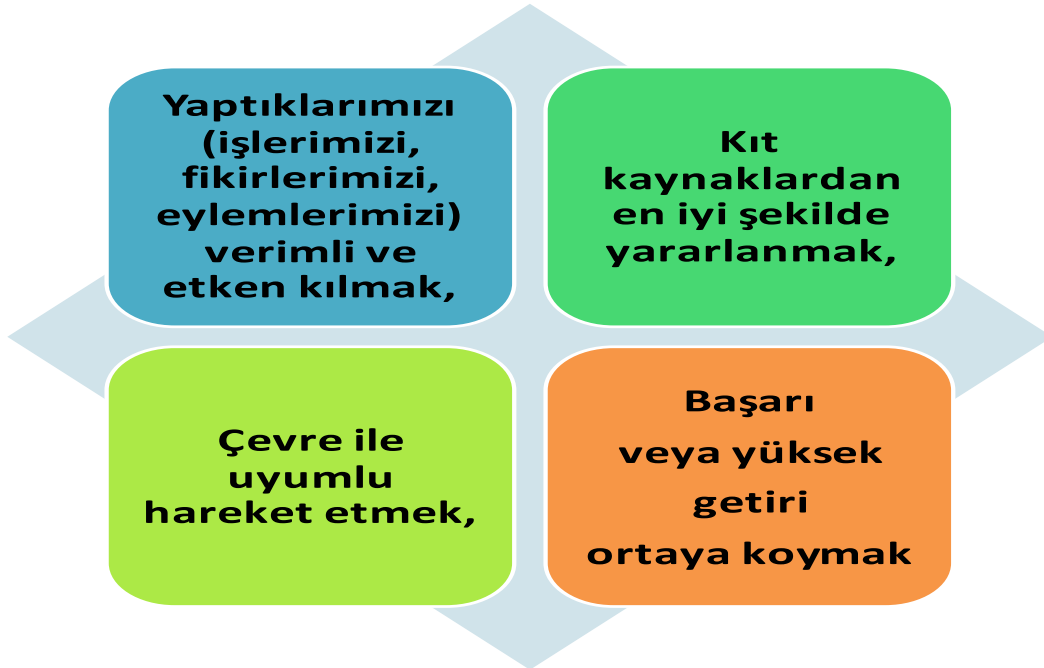 Yaptıklarımızı
(işlerimizi,
fikirlerimizi,
eylemlerimizi)
verimli ve
etken kılmak,
Kıt
kaynaklardan
en iyi şekilde
yararlanmak,
Çevre ile
uyumlu
hareket etmek,
Başarı
veya yüksek
getiri
ortaya koymak